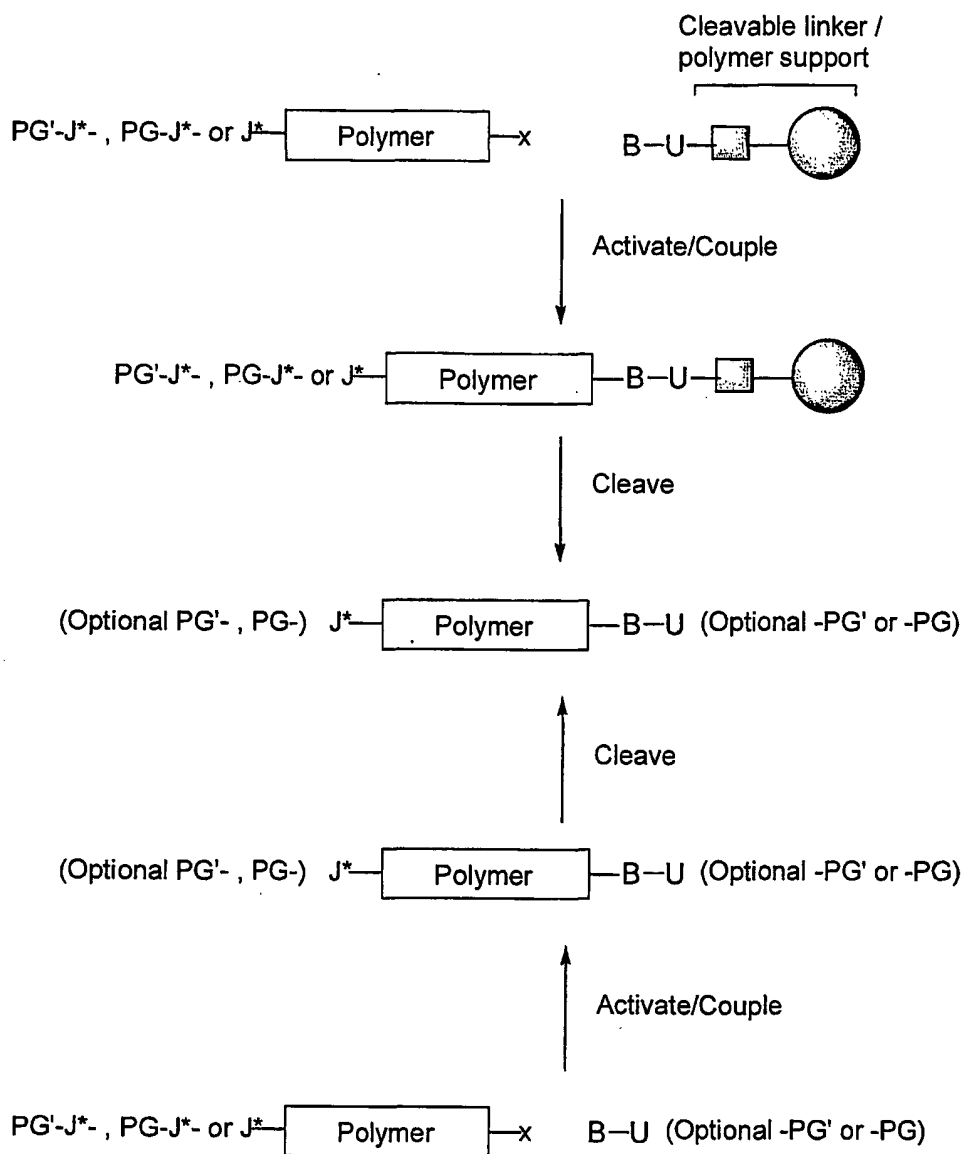 Cleavable linker /
polymer support
PG'-J*- , PG-J*- or J* Polymer x B–U
Activate/Couple
PG'-J*- , PG-J*- or J* Polymer B–U
Cleave
(Optional PG'- , PG-) J* Polymer B–U (Optional -PG' or -PG)
Cleave
(Optional PG'- , PG-) J* Polymer B–U (Optional -PG' or -PG)
Activate/Couple
PG'-J*- , PG-J*- or J* Polymer x B–U (Optional -PG' or -PG)